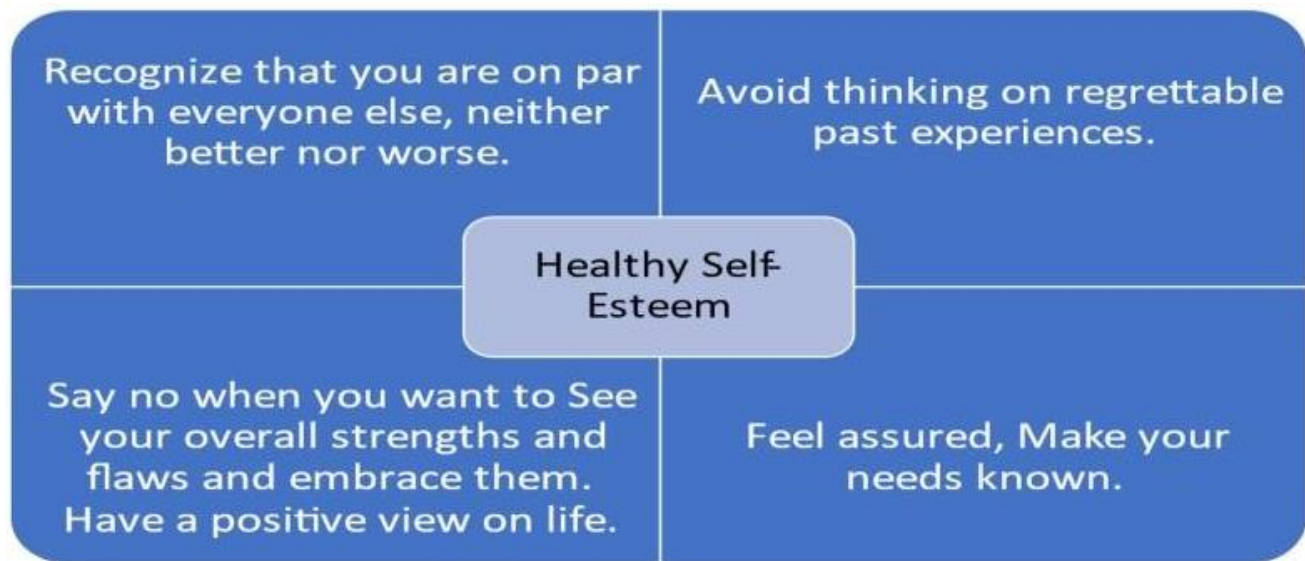 Recognize that you are on par
with everyone else, neither
better nor worse.
Avoid thinking on regrettable
past experiences.
Healthy Self-
Esteem
Say no when you want to See
your overall strengths and
flaws and embrace them.
Have a positive view on life.
Feel assured, Make your
needs known.